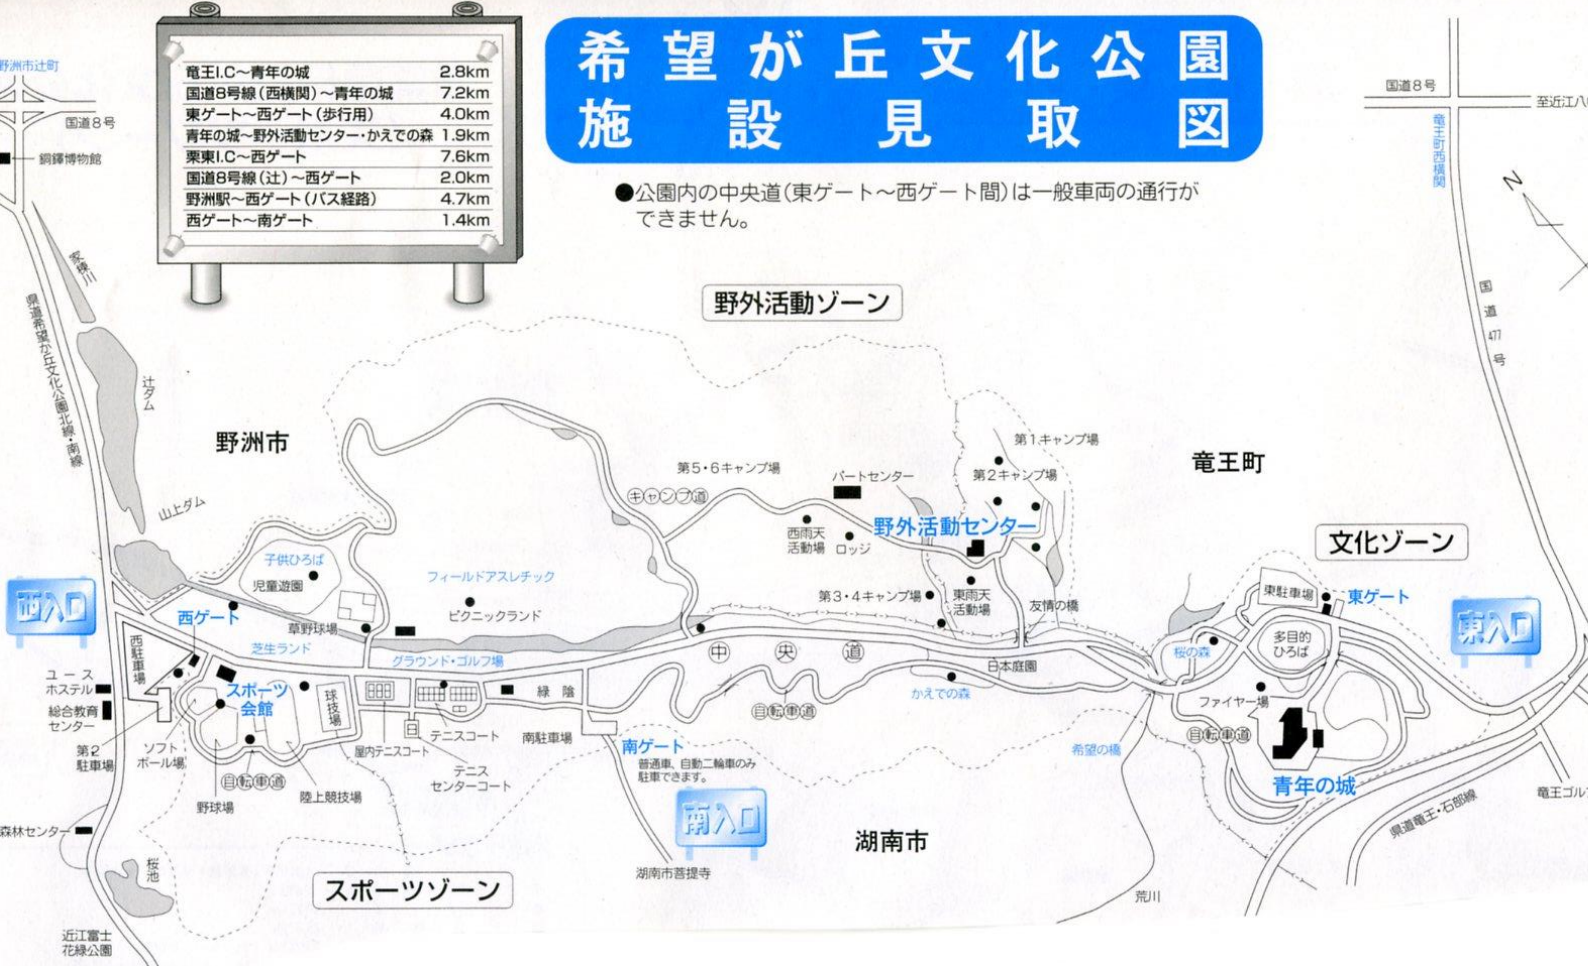 希望が丘文化公園
施設見取図
●公園内の中央道(東ゲート～西ゲート間)は一般車両の通行が
できません。
竜王I.C～青年の城 2.8km
国道8号線(西横関)～青年の城 7.2km
東ゲート～西ゲート(歩行用) 4.0km
青年の城～野外活動センター・かえでの森 1.9km
栗東I.C～西ゲート 7.6km
国道8号線(辻)～西ゲート 2.0km
野洲駅～西ゲート(バス経路) 4.7km
西ゲート～南ゲート 1.4km
野洲市辻町
国道8号
銅鐸博物館
家棟川
県道希望が丘文化公園北線・南線
辻ダム
山上ダム
野洲市
野外活動ゾーン
国道8号
至近江八
竜王町西横関
N
国道477号
竜王町
文化ゾーン
第1キャンプ場
第2キャンプ場
第5・6キャンプ場
キャンプ道
パートセンター
野外活動センター
西雨天
活動場
ロッジ
第3・4キャンプ場
東雨天
活動場
友情の橋
子供ひろば
児童遊園
フィールドアスレチック
ピクニックランド
西入口
西ゲート
草野球場
芝生ランド
グラウンド・ゴルフ場
中央道
日本庭園
かえでの森
自転車道
西駐車場
ユース
ホステル
総合教育
センター
第2
駐車場
ソフト
ボール場
スポーツ
会館
球技場
屋内テニスコート
テニスコート
テニス
センターコート
緑陰
南駐車場
南ゲート
普通車、自動二輪車のみ
駐車できます。
南入口
湖南市菩提寺
自転車道
野球場
陸上競技場
森林センター
桜池
近江富士
花緑公園
スポーツゾーン
湖南市
東駐車場
東ゲート
東入口
多目的
ひろば
桜の森
ファイヤー場
自転車道
希望の橋
青年の城
荒川
県道竜王・石部線
竜王ゴルフ